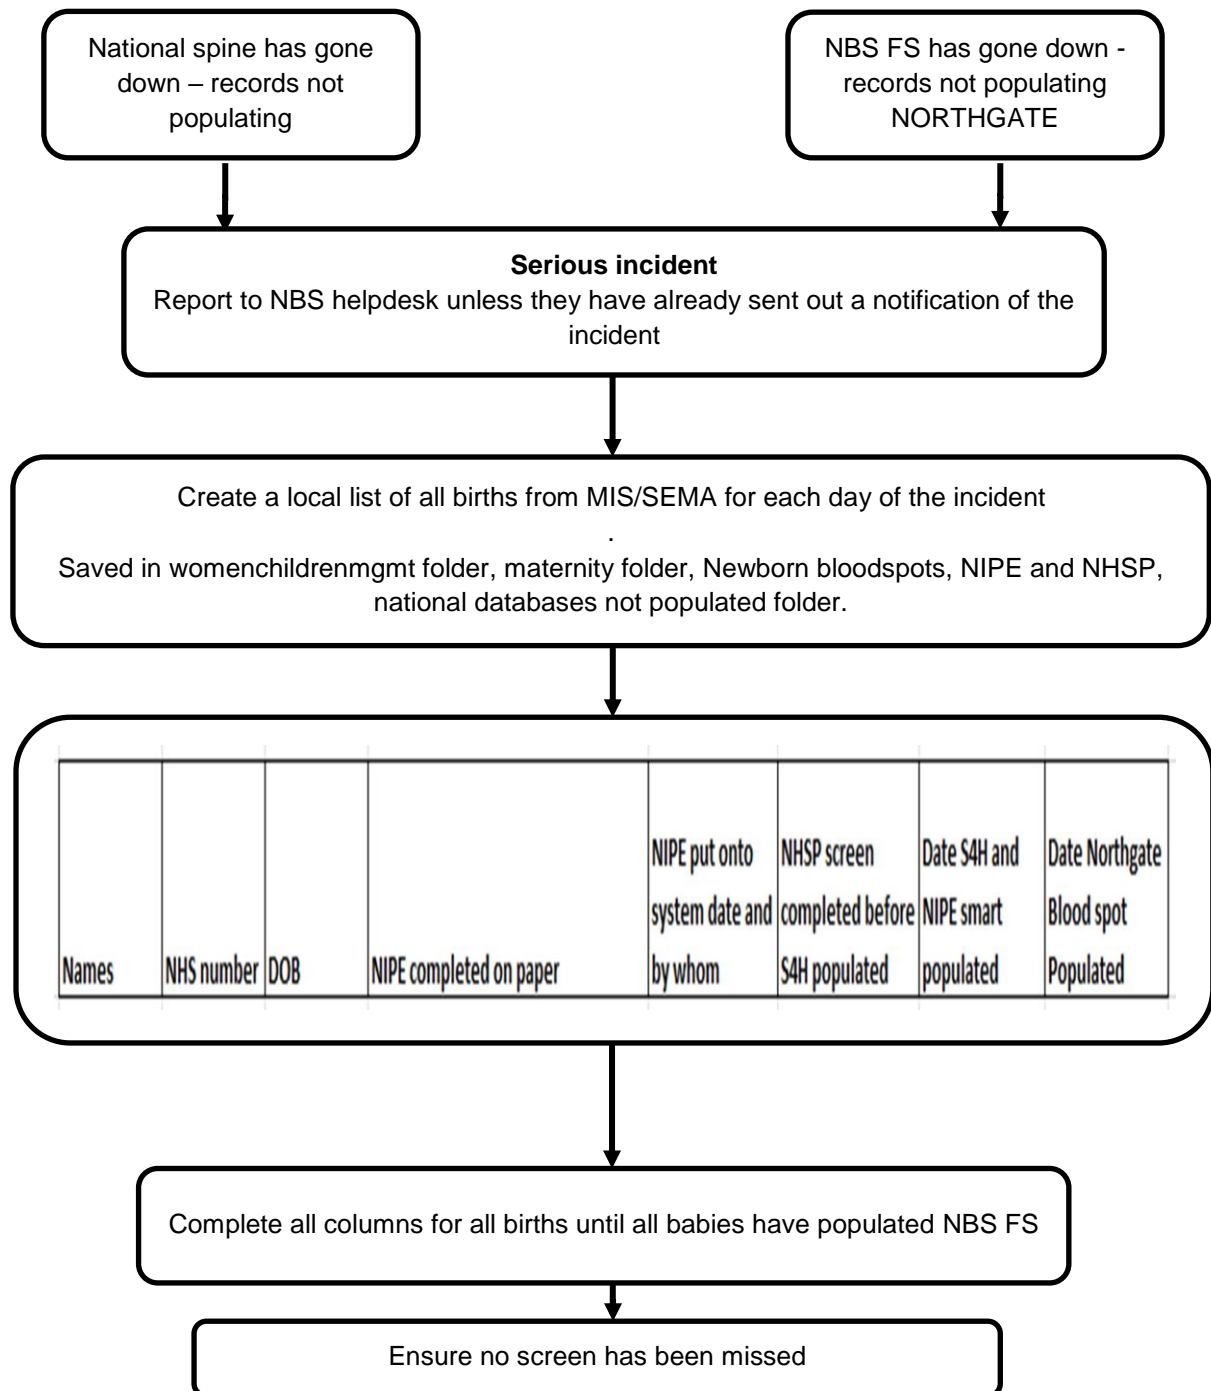 National spine has gone
down – records not
populating
NBS FS has gone down -
records not populating
NORTHGATE
Serious incident
Report to NBS helpdesk unless they have already sent out a notification of the
incident
Create a local list of all births from MIS/SEMA for each day of the incident
.
Saved in womenchildrenmgmt folder, maternity folder, Newborn bloodspots, NIPE and NHSP,
national databases not populated folder.
Names
NHS number
DOB
NIPE completed on paper
NIPE put onto
system date and
by whom
NHSP screen
completed before
S4H populated
Date S4H and
NIPE smart
populated
Date Northgate
Blood spot
Populated
Complete all columns for all births until all babies have populated NBS FS
Ensure no screen has been missed